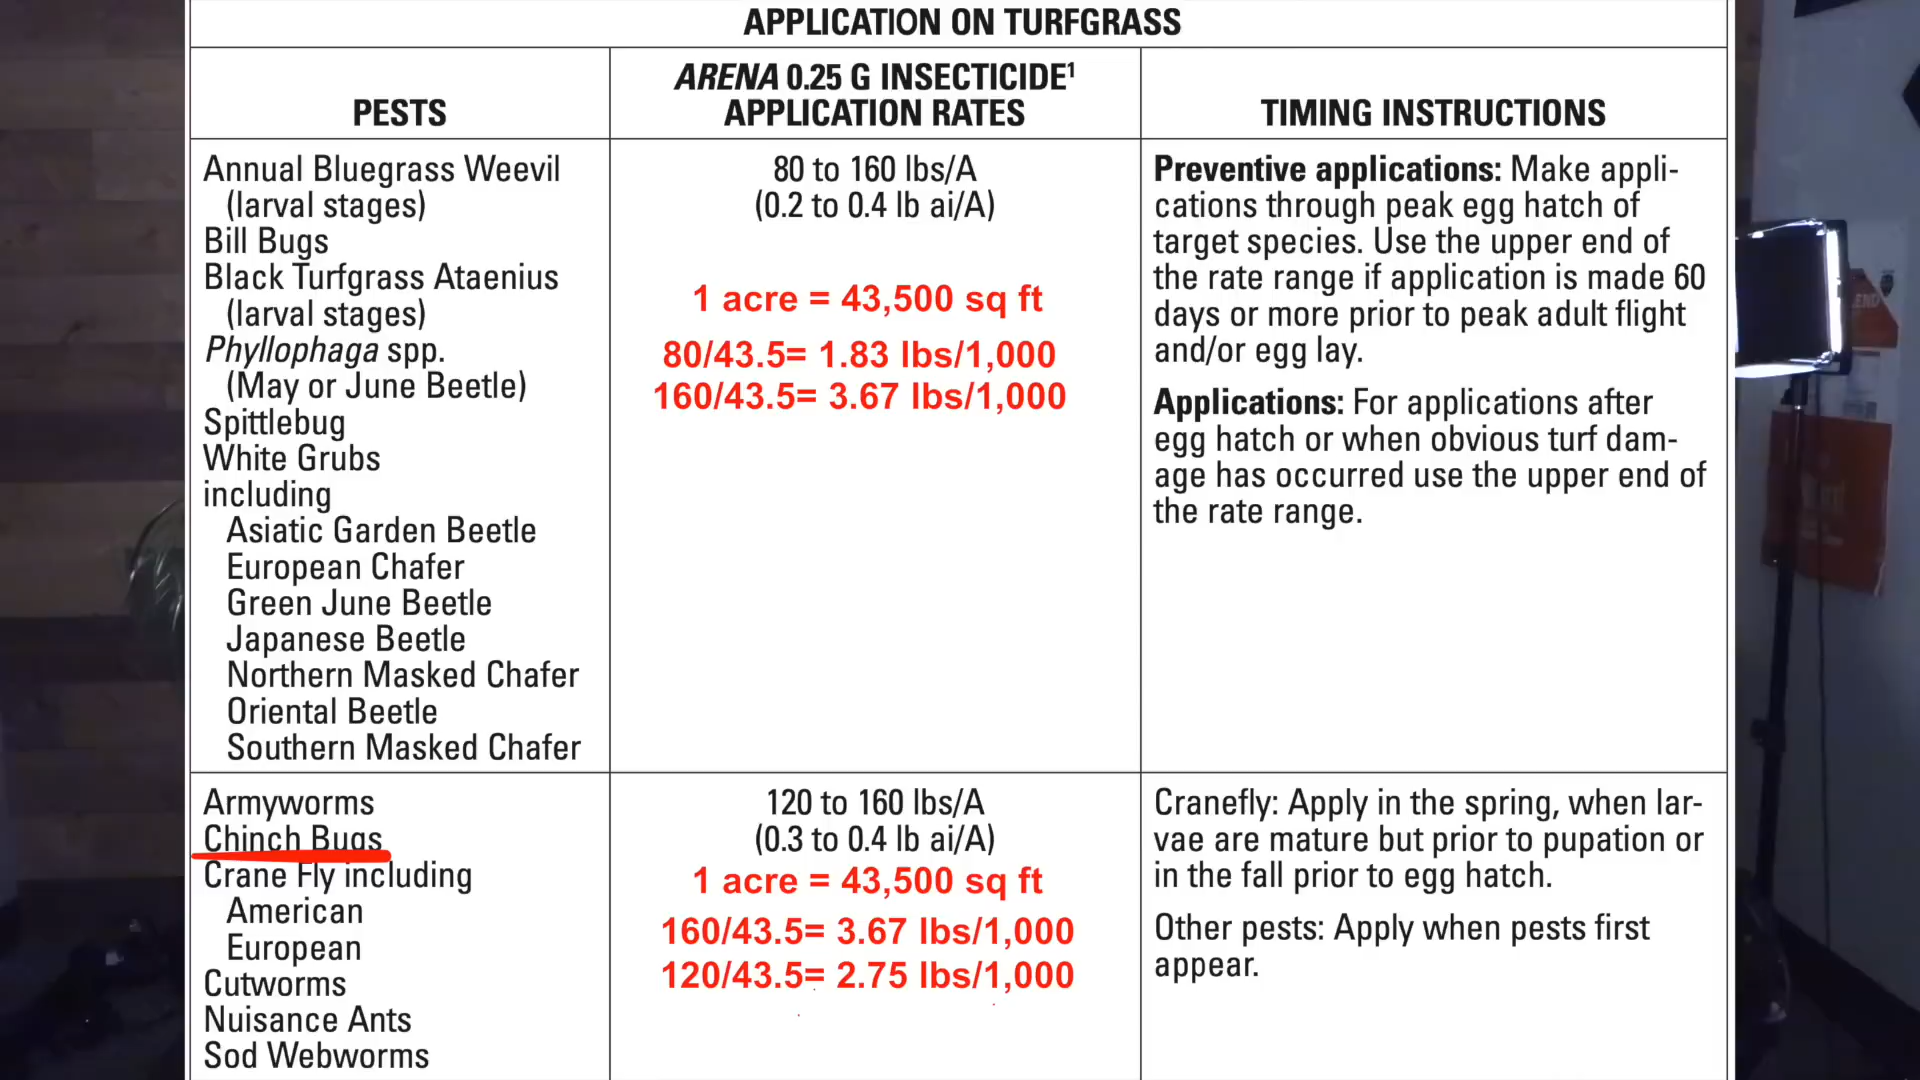 APPLICATION ON TURFGRASS
PESTS
ARENA 0.25 G INSECTICIDE¹
APPLICATION RATES
TIMING INSTRUCTIONS
Annual Bluegrass Weevil
(larval stages)
Bill Bugs
Black Turfgrass Ataenius
(larval stages)
Phyllophaga spp.
(May or June Beetle)
Spittlebug
White Grubs
including
Asiatic Garden Beetle
European Chafer
Green June Beetle
Japanese Beetle
Northern Masked Chafer
Oriental Beetle
Southern Masked Chafer
80 to 160 lbs/A
(0.2 to 0.4 lb ai/A)
1 acre = 43,500 sq ft
80/43.5= 1.83 lbs/1,000
160/43.5= 3.67 lbs/1,000
Preventive applications: Make appli-
cations through peak egg hatch of
target species. Use the upper end of
the rate range if application is made 60
days or more prior to peak adult flight
and/or egg lay.
Applications: For applications after
egg hatch or when obvious turf dam-
age has occurred use the upper end of
the rate range.
Armyworms
Chinch Bugs
Crane Fly including
American
European
Cutworms
Nuisance Ants
Sod Webworms
120 to 160 lbs/A
(0.3 to 0.4 lb ai/A)
1 acre = 43,500 sq ft
160/43.5= 3.67 lbs/1,000
120/43.5= 2.75 lbs/1,000
Cranefly: Apply in the spring, when lar-
vae are mature but prior to pupation or
in the fall prior to egg hatch.
Other pests: Apply when pests first
appear.